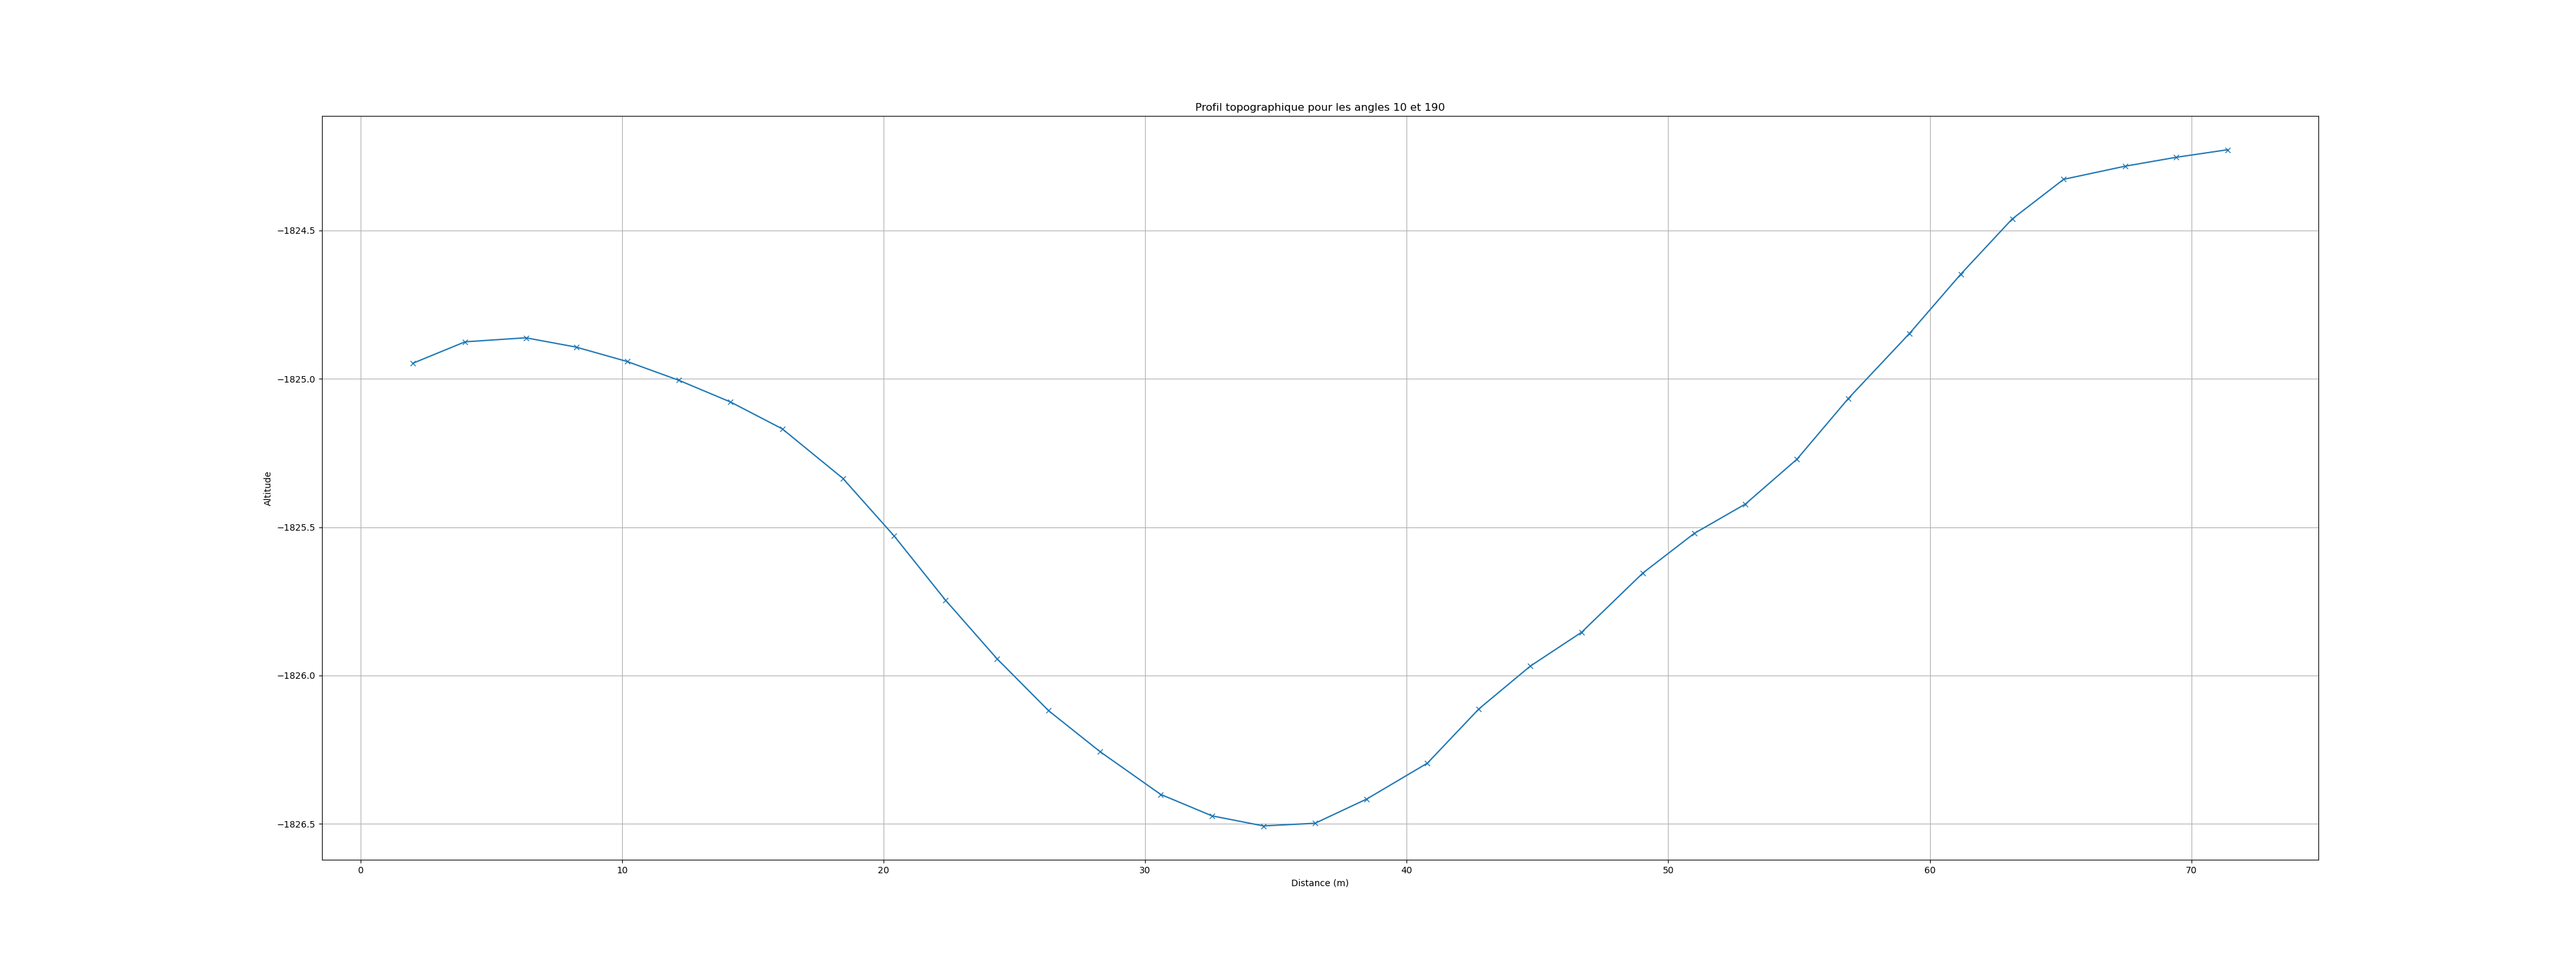 Profil topographique pour les angles 10 et 190
Altitude
−1824.5
−1825.0
−1825.5
−1826.0
−1826.5
0 10 20 30 40 50 60 70
Distance (m)